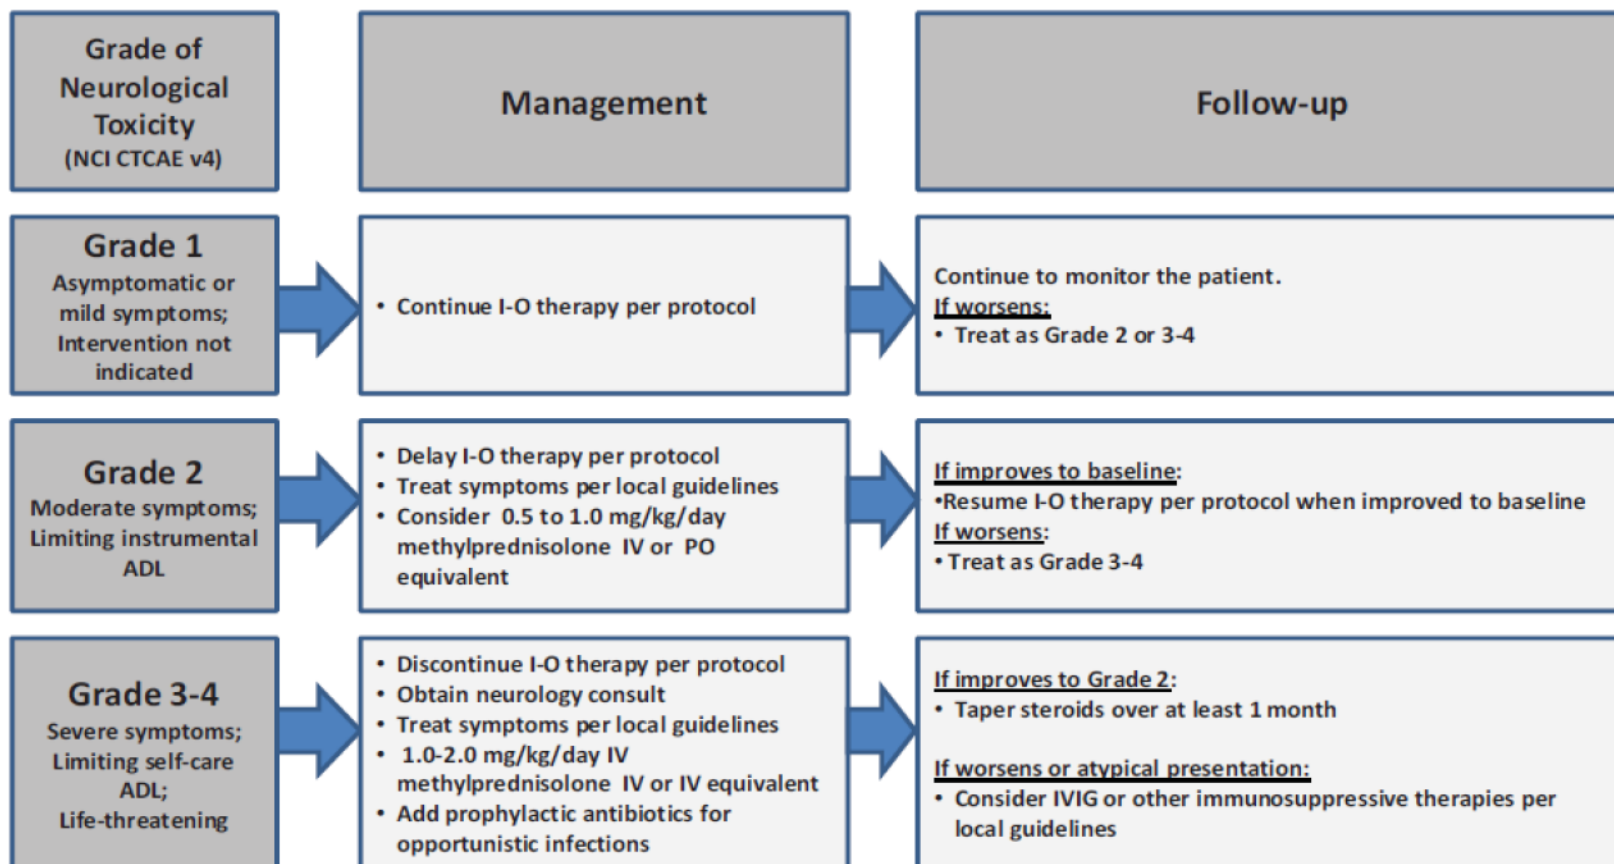 Grade of
Neurological
Toxicity
(NCI CTCAE v4)
Management
Follow-up
Grade 1
Asymptomatic or
mild symptoms;
Intervention not
indicated
• Continue I-O therapy per protocol
Continue to monitor the patient.
If worsens:
• Treat as Grade 2 or 3-4
Grade 2
Moderate symptoms;
Limiting instrumental
ADL
• Delay I-O therapy per protocol
• Treat symptoms per local guidelines
• Consider 0.5 to 1.0 mg/kg/day
methylprednisolone IV or PO
equivalent
If improves to baseline:
•Resume I-O therapy per protocol when improved to baseline
If worsens:
• Treat as Grade 3-4
Grade 3-4
Severe symptoms;
Limiting self-care
ADL;
Life-threatening
• Discontinue I-O therapy per protocol
• Obtain neurology consult
• Treat symptoms per local guidelines
• 1.0-2.0 mg/kg/day IV
methylprednisolone IV or IV equivalent
• Add prophylactic antibiotics for
opportunistic infections
If improves to Grade 2:
• Taper steroids over at least 1 month
If worsens or atypical presentation:
• Consider IVIG or other immunosuppressive therapies per
local guidelines